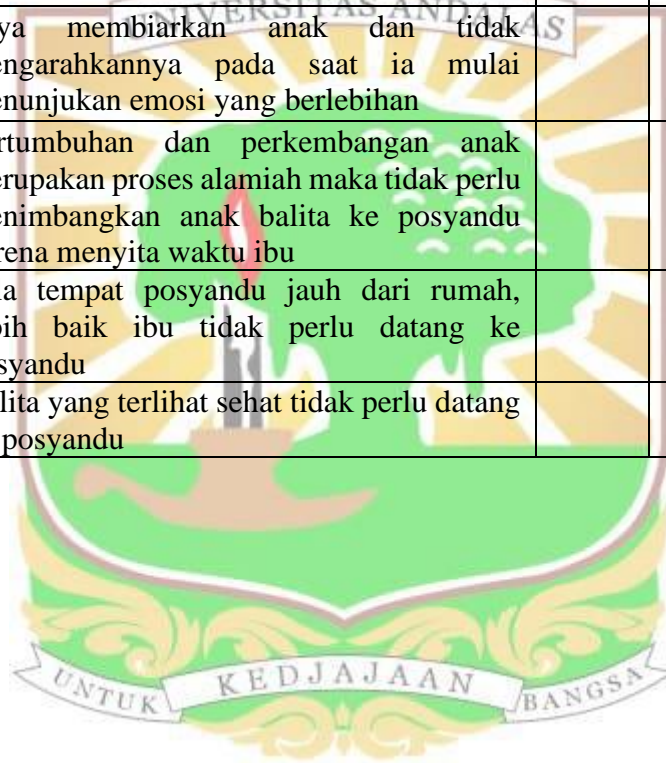 UNIVERSITAS ANDALAS
ya membiarkan anak dan tidak
engarahkannya pada saat ia mulai
enunjukan emosi yang berlebihan
rtumbuhan dan perkembangan anak
erupakan proses alamiah maka tidak perlu
enimbangkan anak balita ke posyandu
rena menyita waktu ibu
la tempat posyandu jauh dari rumah,
bih baik ibu tidak perlu datang ke
syandu
lita yang terlihat sehat tidak perlu datang
posyandu
UNTUK KEDJAJAAN BANGSA